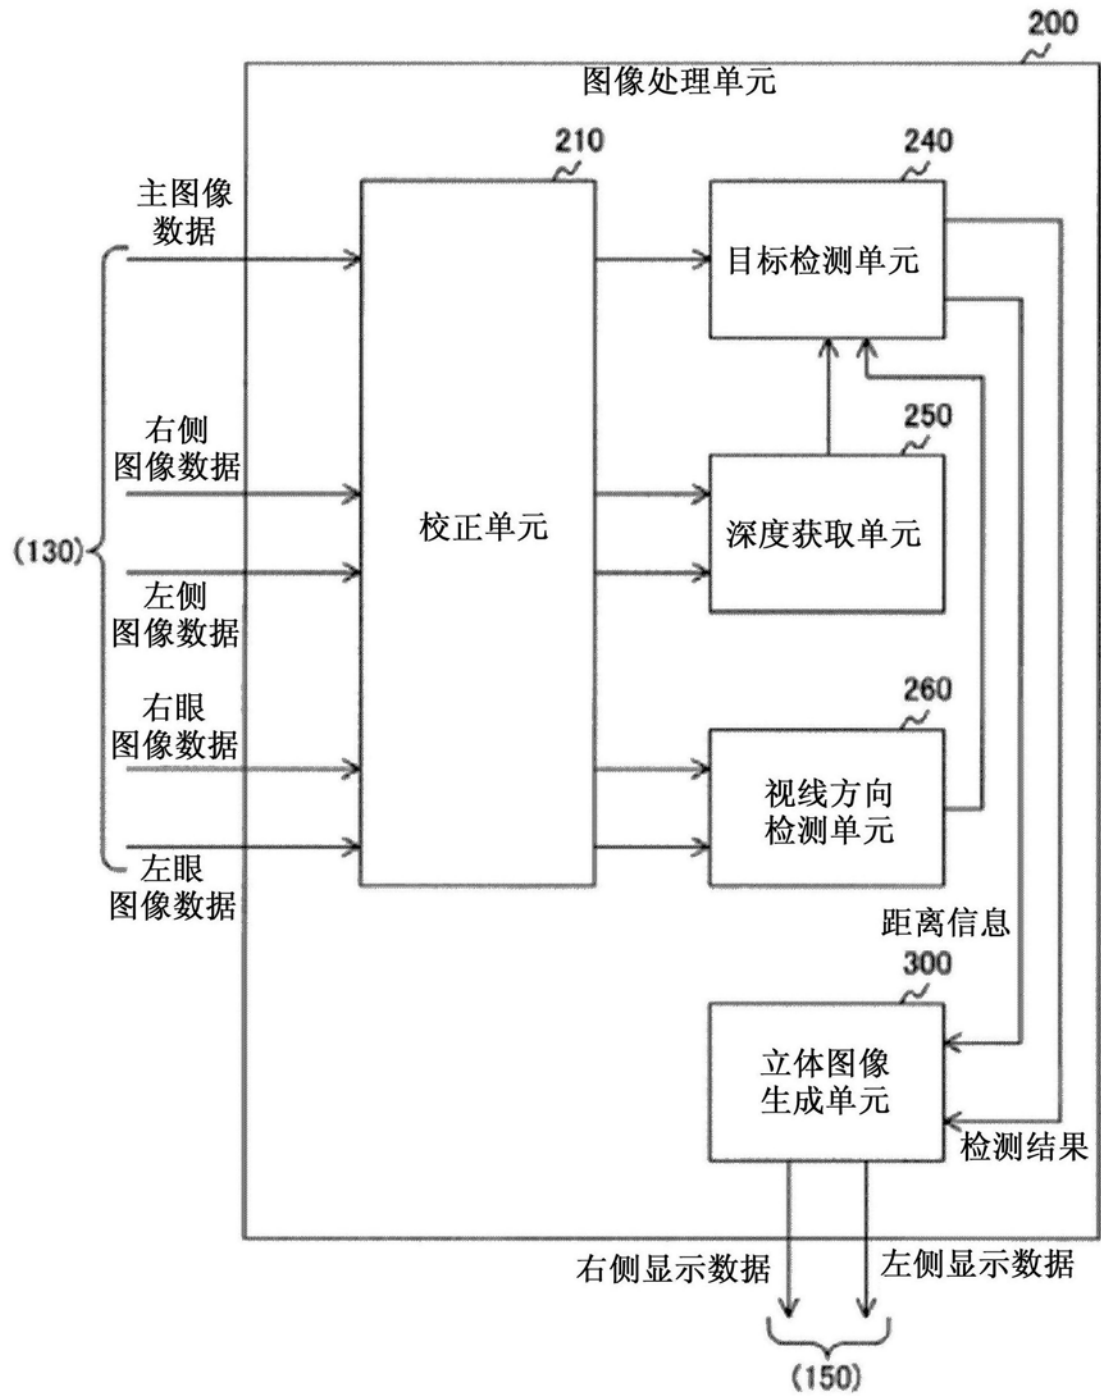 200
图像处理单元
210
240
主图像
数据
目标检测单元
右侧
图像数据
250
(130)
校正单元
深度获取单元
左侧
图像数据
右眼
图像数据
260
视线方向
检测单元
左眼
图像数据
距离信息
300
立体图像
生成单元
检测结果
右侧显示数据
左侧显示数据
(150)